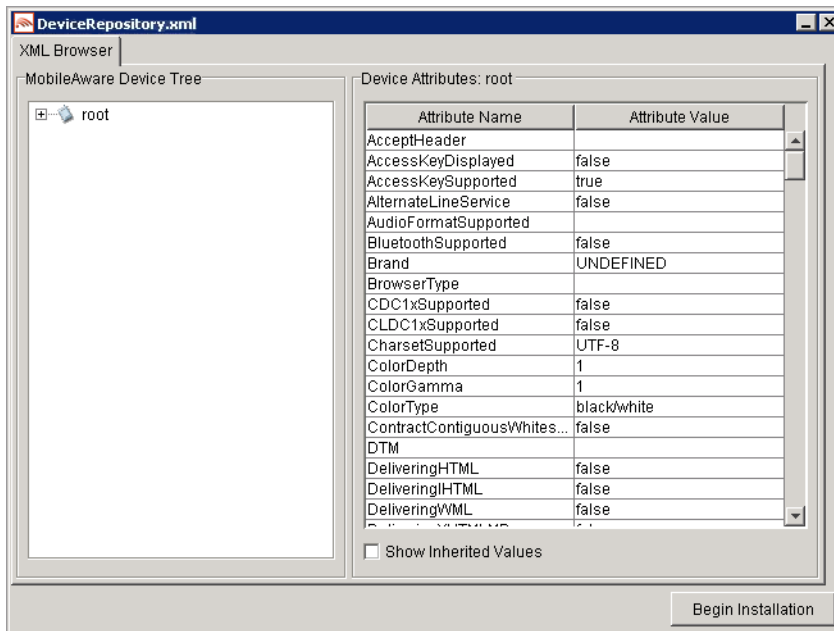 DeviceRepository.xml
XML Browser
MobileAware Device Tree
root
Device Attributes: root
Attribute Name Attribute Value
AcceptHeader
AccessKeyDisplayed false
AccessKeySupported true
AlternateLineService false
AudioFormatSupported
BluetoothSupported false
Brand UNDEFINED
BrowserType
CDC1xSupported false
CLDC1xSupported false
CharsetSupported UTF-8
ColorDepth 1
ColorGamma 1
ColorType black/white
ContractContiguousWhites... false
DTM
DeliveringHTML false
DeliveringIHTML false
DeliveringWML false
Show Inherited Values
Begin Installation